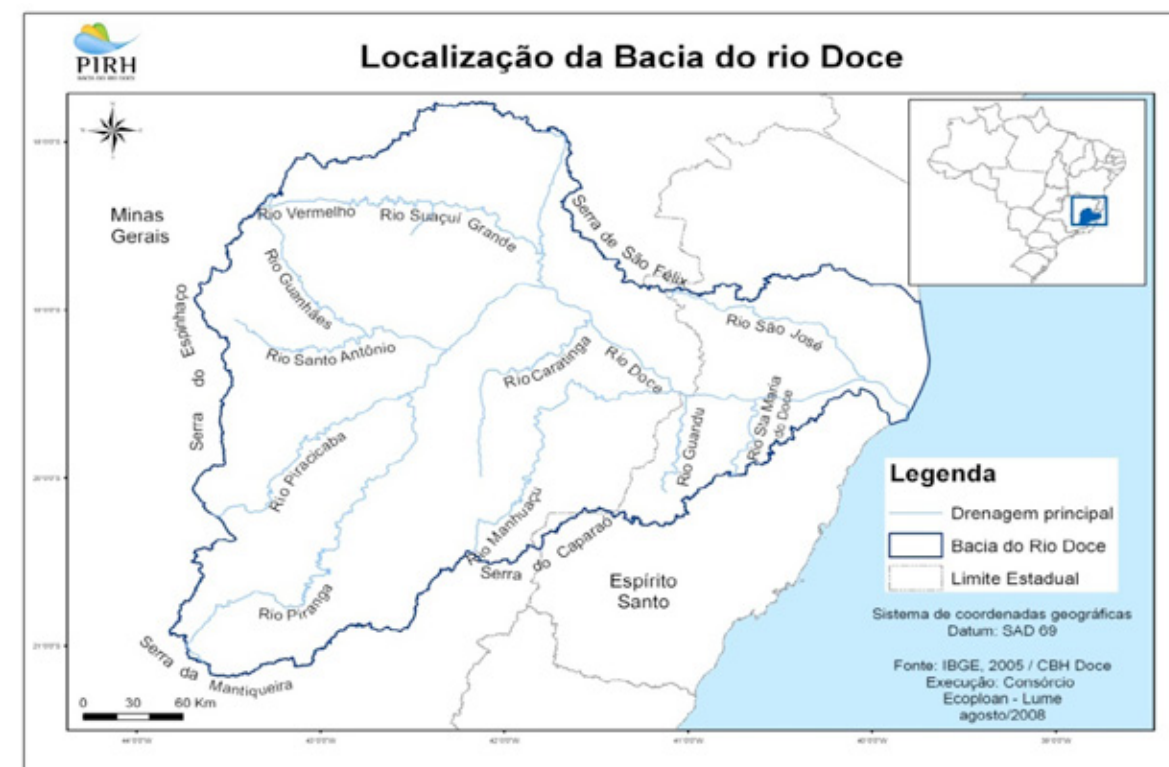 PIRH
BACIA DO RIO DOCE
Localização da Bacia do rio Doce
Minas
Gerais
Rio Vermelho
Rio Suaçuí
Grande
Serra de São Félix
Rio Guanhães
Serra do Espinhaço
Rio Santo Antônio
Rio Caratinga
Rio Doce
Rio São José
Rio Piracicaba
Rio Guandu
Rio Sta Maria
do Doce
Rio Manhuaçu
Serra do Caparaó
Rio Piranga
Serra da Mantiqueira
Espírito
Santo
0 30 60 Km
Legenda
Drenagem principal
Bacia do Rio Doce
Limite Estadual
Sistema de coordenadas geográficas
Datum: SAD 69
Fonte: IBGE, 2005 / CBH Doce
Execução: Consórcio
Ecoploan - Lume
agosto/2008